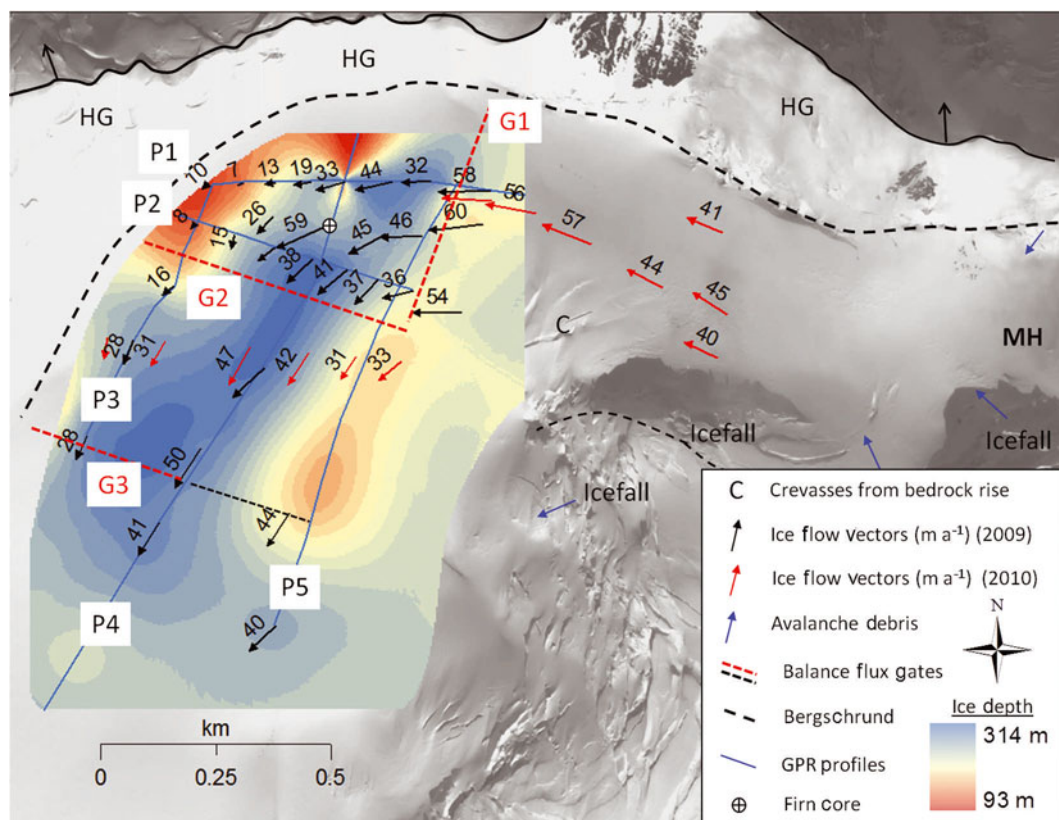 HG
HG
HG
G1
P1
10
7
13
19
33
44
32
58
56
P2
8
15
26
59
45
46
60
57
41
38
41
37
36
54
44
45
40
16
G2
C
MH
28
31
47
42
31
33
P3
28
G3
50
44
41
P5
P4
40
Icefall
Icefall
Icefall
km
0 0.25 0.5
C Crevasses from bedrock rise
Ice flow vectors (m a⁻¹) (2009)
Ice flow vectors (m a⁻¹) (2010)
Avalanche debris
N
Balance flux gates
Bergschrund
Ice depth
314 m
GPR profiles
Firn core
93 m